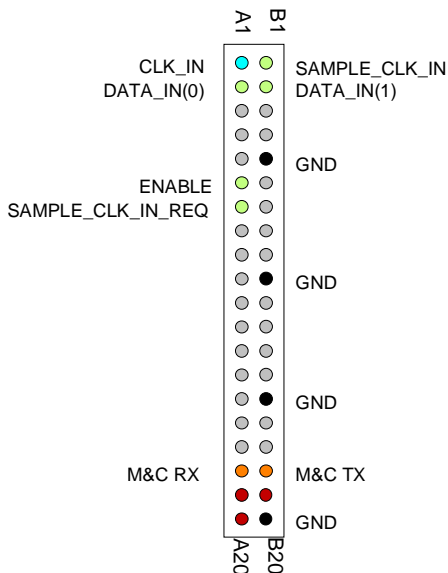 A1 B1
CLK_IN SAMPLE_CLK_IN
DATA_IN(0) DATA_IN(1)
GND
ENABLE
SAMPLE_CLK_IN_REQ
GND
GND
M&C RX M&C TX
GND
A20 B20